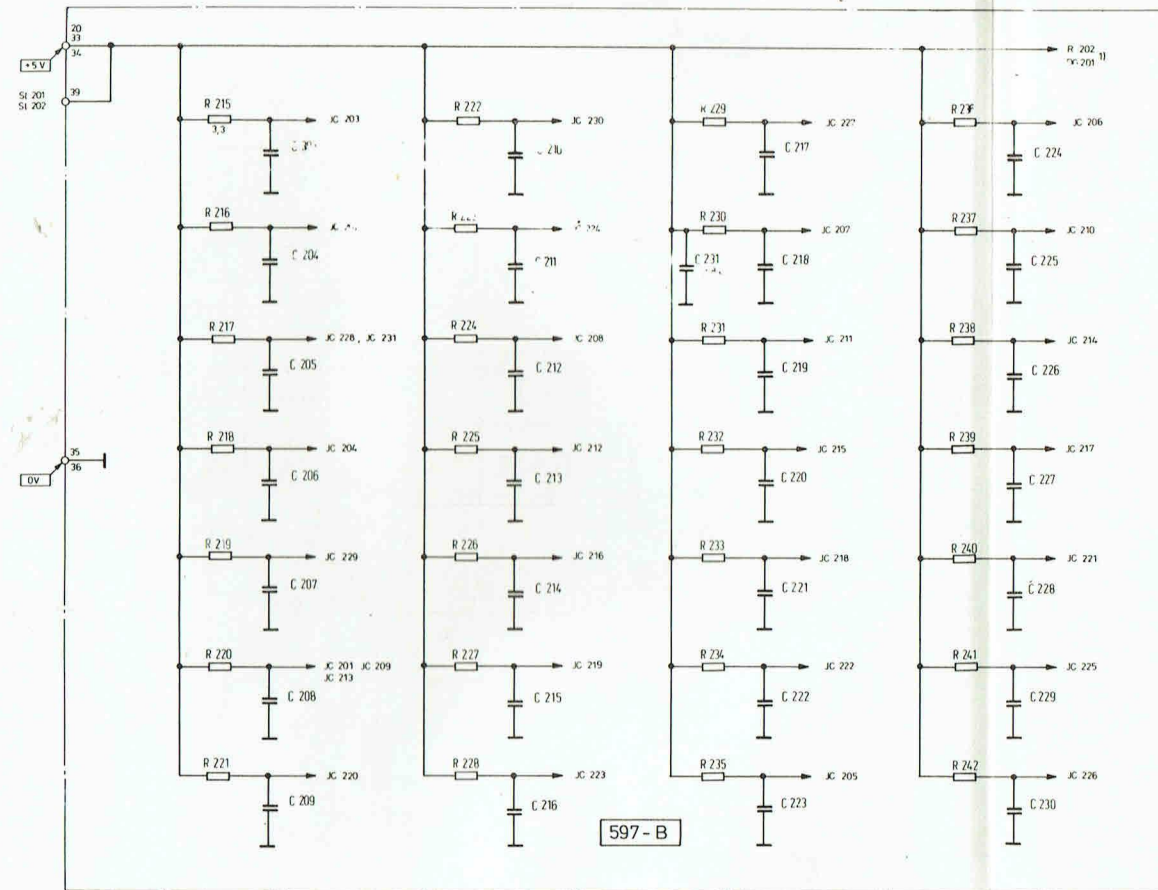 20
33
34
+5V
39
St 201
St 202
R 202
201 1)
R 215
3,3
JC 203
R 222
JC 230
229
C 217
R
JC 206
C 224
R 216
C 204
211
R 230
JC 207
C 231
C 218
R 237
JC 210
C 225
R 217
JC 228, JC 231
C 205
R 224
208
C 212
R 231
JC 211
C 219
R 238
JC 214
C 226
35
36
0V
R 218
JC 204
C 206
R 225
JC 212
C 213
R 232
JC 215
C 220
R 239
JC 217
C 227
R 219
JC 229
C 207
R 226
JC 216
C 214
R 233
JC 218
C 221
R 240
JC 221
C 228
R 220
JC 201 JC 209
JC 213
C 208
R 227
JC 219
C 215
R 234
JC 222
C 222
R 241
JC 225
C 229
R 221
JC 220
C 209
R 228
JC 223
C 216
R 235
JC 205
C 223
R 242
JC 226
C 230
597-B